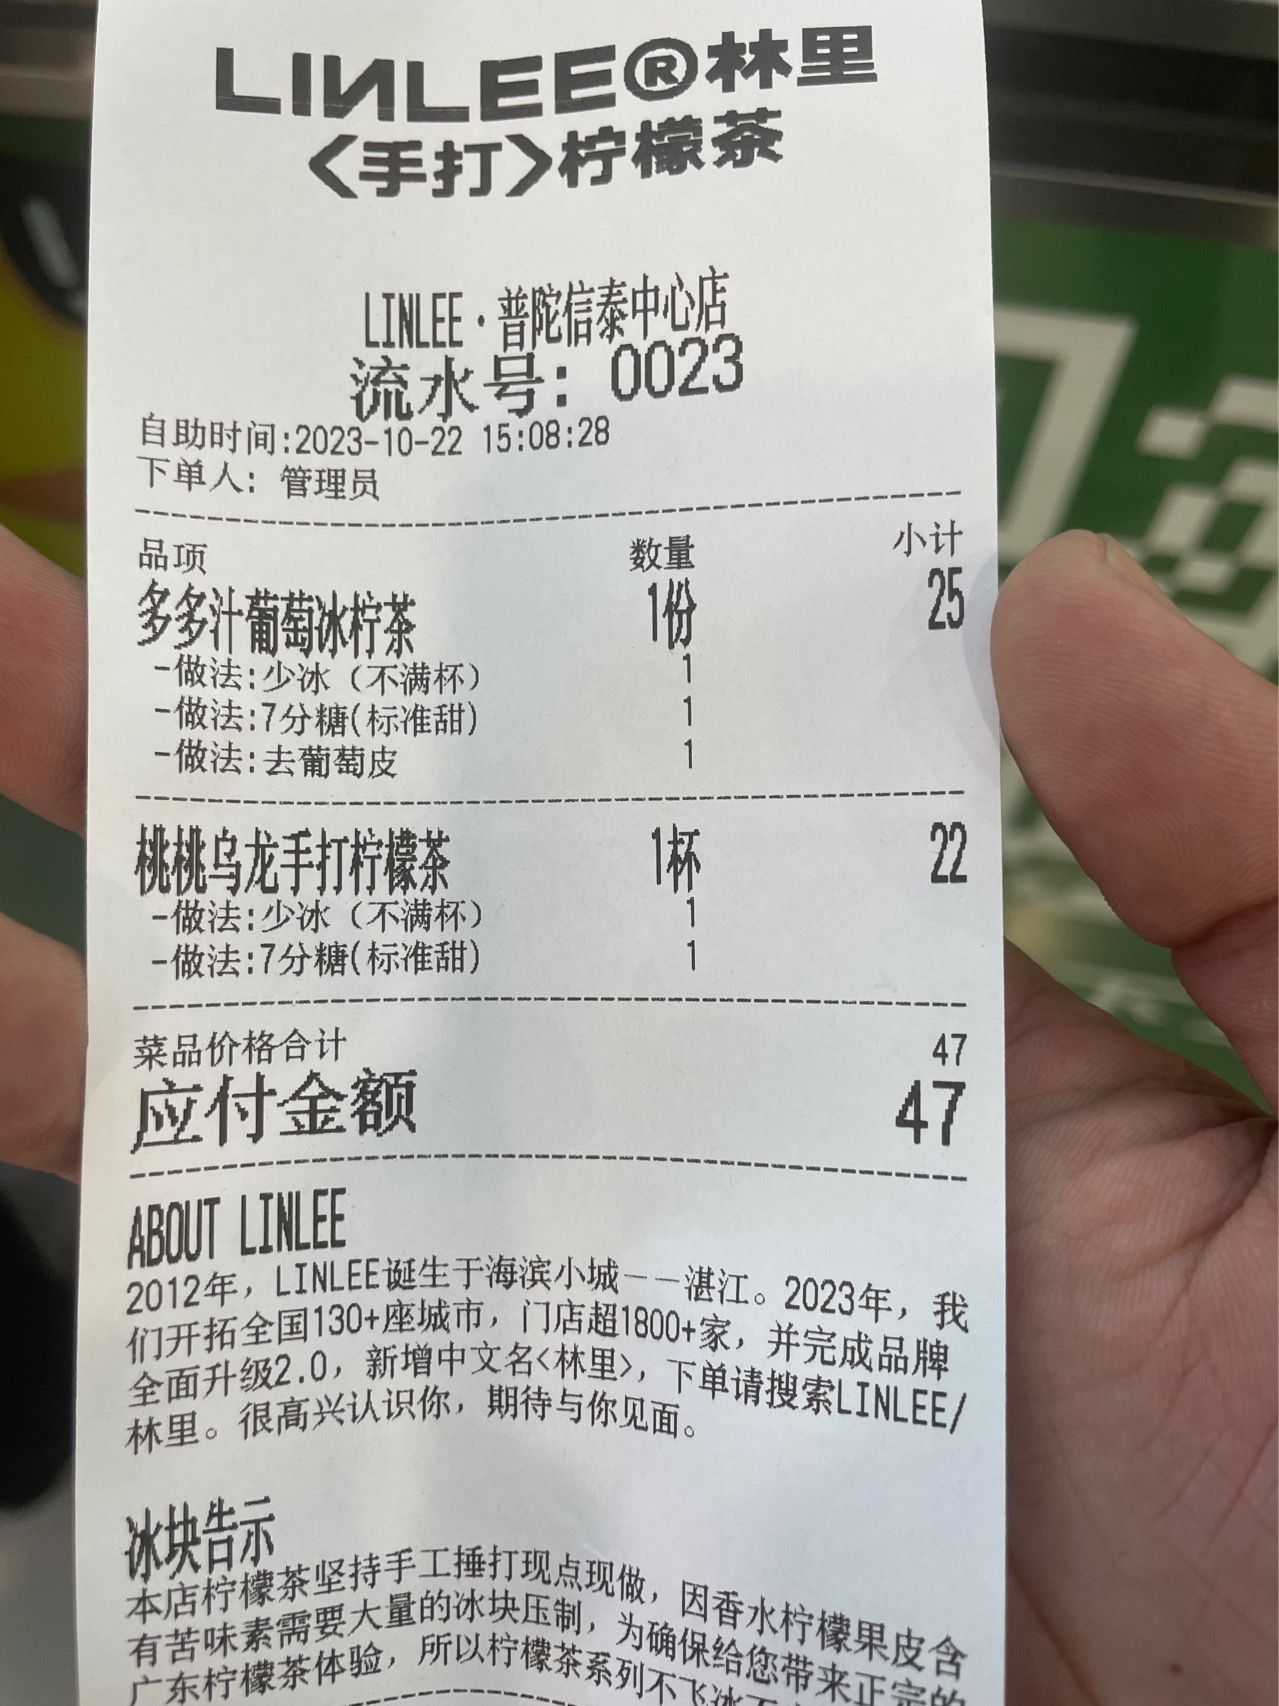 LINLEE®林里
<手打>柠檬茶
LINLEE·普陀信泰中心店
流水号: 0023
自助时间:2023-10-22 15:08:28
下单人: 管理员
品项 数量 小计
多多汁葡萄冰柠茶 1份 25
-做法:少冰（不满杯） 1
-做法:7分糖(标准甜) 1
-做法:去葡萄皮 1
桃桃乌龙手打柠檬茶 1杯 22
-做法:少冰（不满杯） 1
-做法:7分糖(标准甜) 1
菜品价格合计 47
应付金额 47
ABOUT LINLEE
2012年，LINLEE诞生于海滨小城——湛江。2023年，我
们开拓全国130+座城市，门店超1800+家，并完成品牌
全面升级2.0，新增中文名<林里>，下单请搜索LINLEE/
林里。很高兴认识你，期待与你见面。
冰块告示
本店柠檬茶坚持手工捶打现点现做，因香水柠檬果皮含
有苦味素需要大量的冰块压制，为确保给您带来正宗的
广东柠檬茶体验，所以柠檬茶系列不